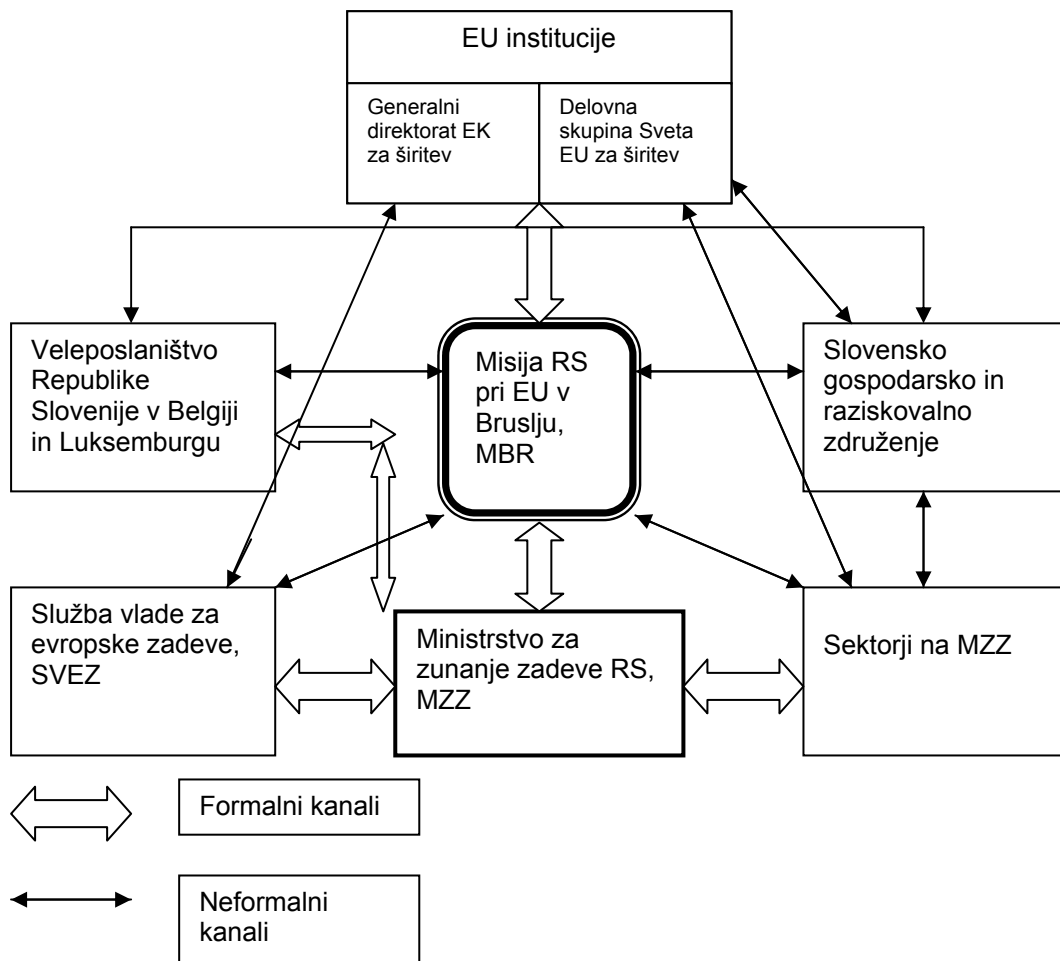 EU institucije
Generalni
direktorat EK
za širitev
Delovna
skupina Sveta
EU za širitev
Veleposlaništvo
Republike
Slovenije v Belgiji
in Luksemburgu
Misija RS
pri EU v
Bruslju,
MBR
Slovensko
gospodarsko in
raziskovalno
združenje
Služba vlade za
evropske zadeve,
SVEZ
Ministrstvo za
zunanje zadeve RS,
MZZ
Sektorji na MZZ
Formalni kanali
Neformalni
kanali